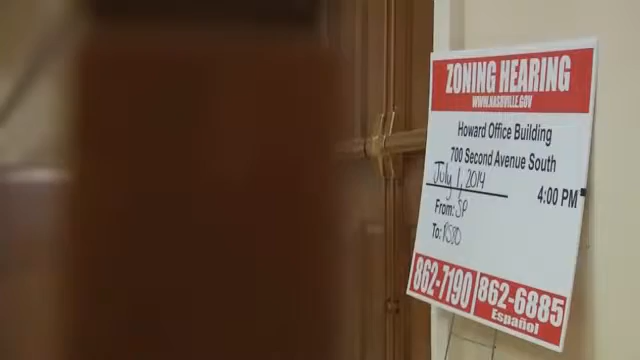 ZONING HEARING
WWW.NASHVILLE.GOV
Howard Office Building
700 Second Avenue South
July 1, 2014 4:00 PM
From: SP
To: RS80
862-7190 862-6885
Español